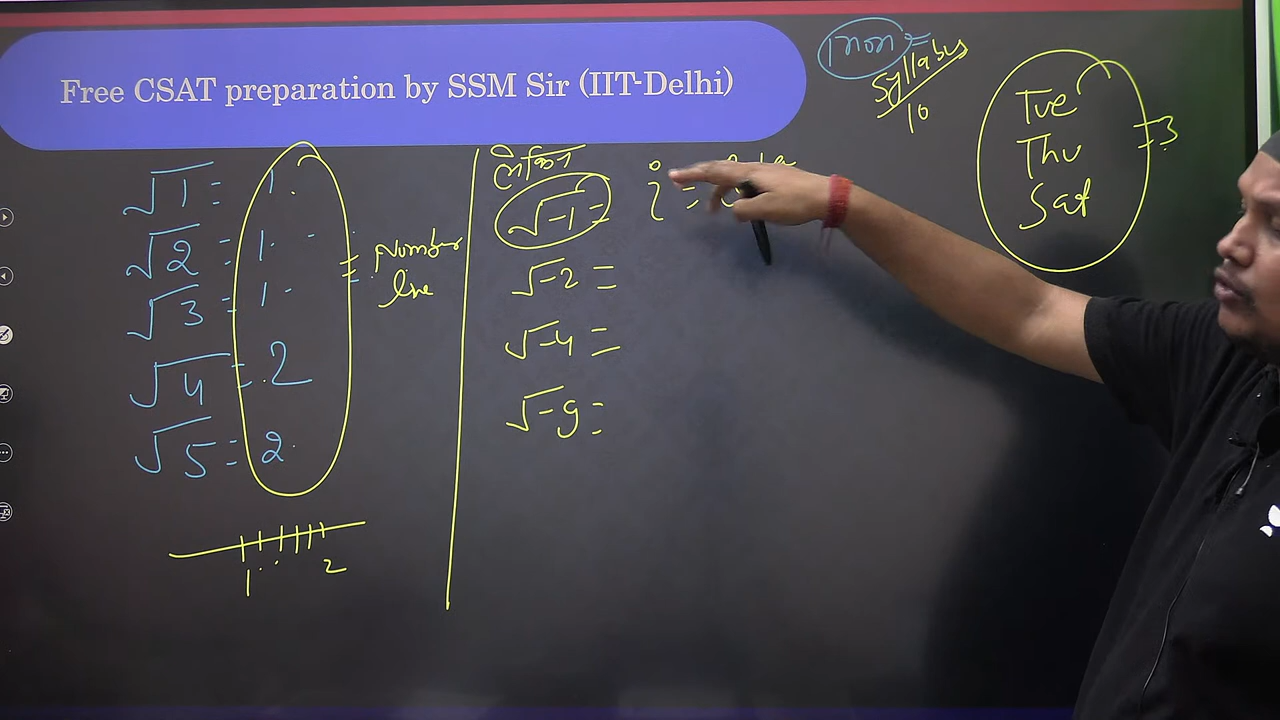 Free CSAT preparation by SSM Sir (IIT-Delhi)
Syllabus
10
Tue
Thu
Sat
=3
√1 = 1.
√2 = 1.
√3 = 1.
√4 = 2
√5 = 2.
= Number
line
1
2
लेकिन
√-1 = i =
√-2 =
√-4 =
√-9 =